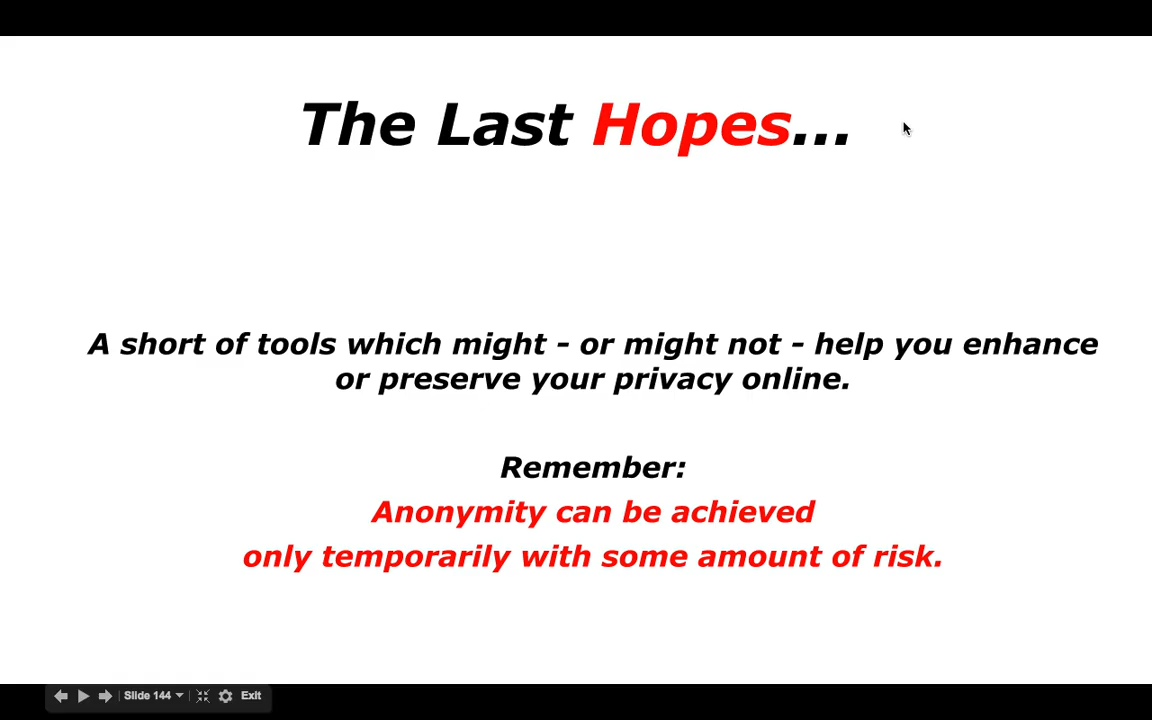 The Last Hopes...
A short of tools which might - or might not - help you enhance
or preserve your privacy online.
Remember:
Anonymity can be achieved
only temporarily with some amount of risk.
Slide 144
Exit